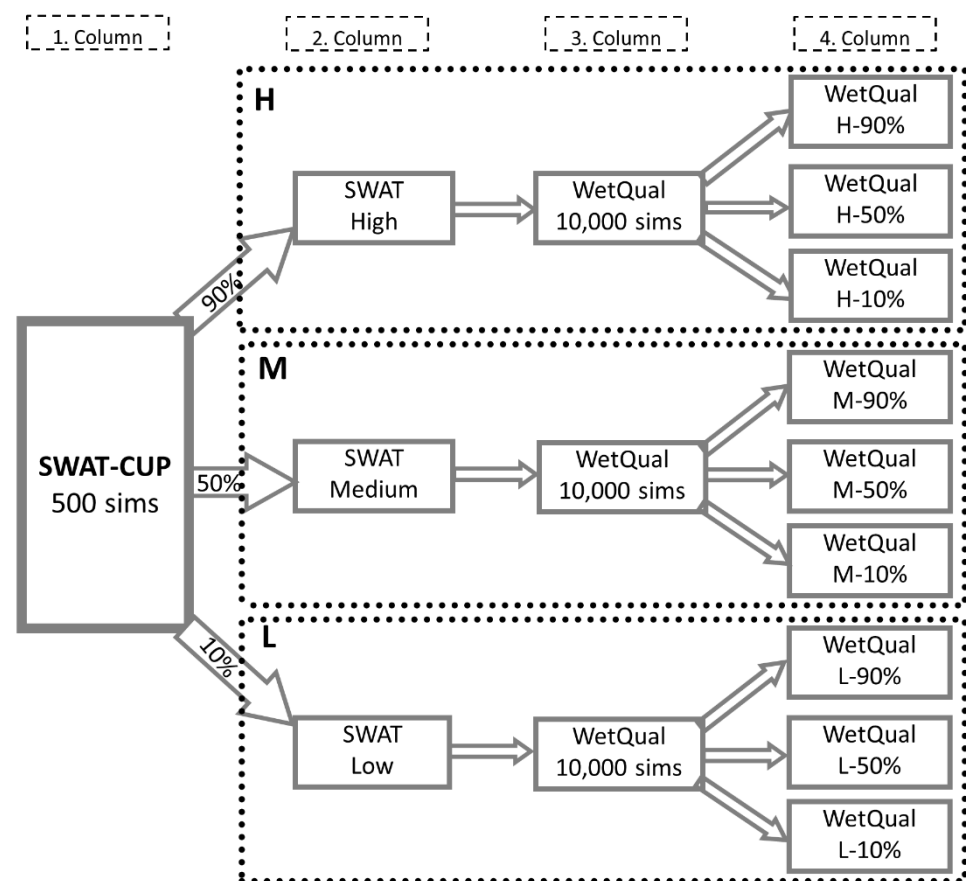 1. Column
2. Column
3. Column
4. Column
H
SWAT
High
WetQual
10,000 sims
WetQual
H-90%
WetQual
H-50%
WetQual
H-10%
90%
M
SWAT-CUP
500 sims
50%
SWAT
Medium
WetQual
10,000 sims
WetQual
M-90%
WetQual
M-50%
WetQual
M-10%
10%
L
SWAT
Low
WetQual
10,000 sims
WetQual
L-90%
WetQual
L-50%
WetQual
L-10%